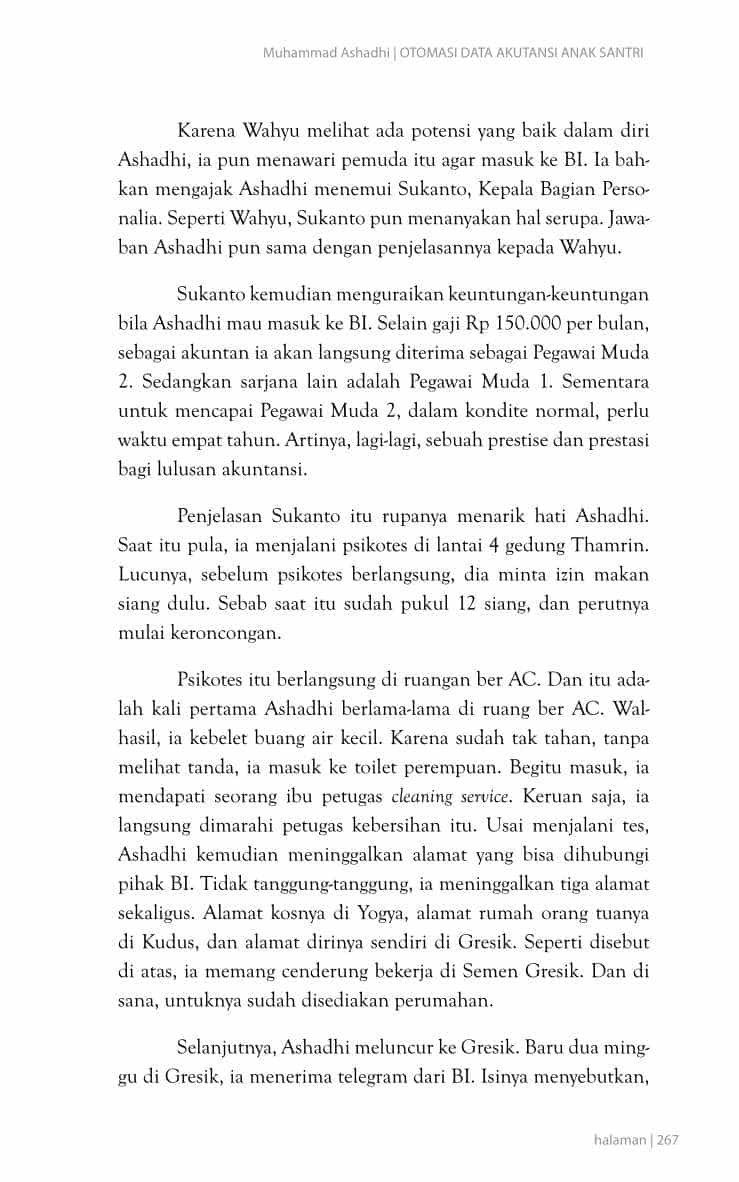 Muhammad Ashadhi | OTOMASI DATA AKUTANSI ANAK SANTRI
Karena Wahyu melihat ada potensi yang baik dalam diri
Ashadhi, ia pun menawari pemuda itu agar masuk ke BI. Ia bah-
kan mengajak Ashadhi menemui Sukanto, Kepala Bagian Perso-
nalia. Seperti Wahyu, Sukanto pun menanyakan hal serupa. Jawa-
ban Ashadhi pun sama dengan penjelasannya kepada Wahyu.
Sukanto kemudian menguraikan keuntungan-keuntungan
bila Ashadhi mau masuk ke BI. Selain gaji Rp 150.000 per bulan,
sebagai akuntan ia akan langsung diterima sebagai Pegawai Muda
2. Sedangkan sarjana lain adalah Pegawai Muda 1. Sementara
untuk mencapai Pegawai Muda 2, dalam kondite normal, perlu
waktu empat tahun. Artinya, lagi-lagi, sebuah prestise dan prestasi
bagi lulusan akuntansi.
Penjelasan Sukanto itu rupanya menarik hati Ashadhi.
Saat itu pula, ia menjalani psikotes di lantai 4 gedung Thamrin.
Lucunya, sebelum psikotes berlangsung, dia minta izin makan
siang dulu. Sebab saat itu sudah pukul 12 siang, dan perutnya
mulai keroncongan.
Psikotes itu berlangsung di ruangan ber AC. Dan itu ada-
lah kali pertama Ashadhi berlama-lama di ruang ber AC. Wal-
hasil, ia kebelet buang air kecil. Karena sudah tak tahan, tanpa
melihat tanda, ia masuk ke toilet perempuan. Begitu masuk, ia
mendapati seorang ibu petugas cleaning service. Keruan saja, ia
langsung dimarahi petugas kebersihan itu. Usai menjalani tes,
Ashadhi kemudian meninggalkan alamat yang bisa dihubungi
pihak BI. Tidak tanggung-tanggung, ia meninggalkan tiga alamat
sekaligus. Alamat kosnya di Yogya, alamat rumah orang tuanya
di Kudus, dan alamat dirinya sendiri di Gresik. Seperti disebut
di atas, ia memang cenderung bekerja di Semen Gresik. Dan di
sana, untuknya sudah disediakan perumahan.
Selanjutnya, Ashadhi meluncur ke Gresik. Baru dua ming-
gu di Gresik, ia menerima telegram dari BI. Isinya menyebutkan,
halaman | 267